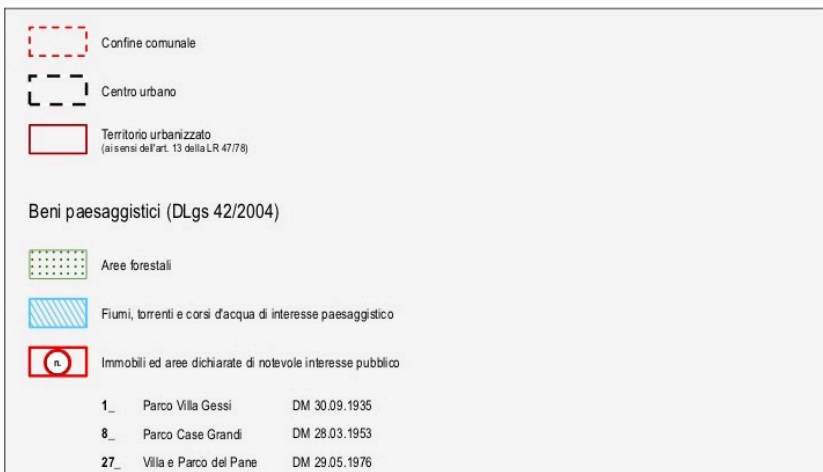 Confine comunale
Centro urbano
Territorio urbanizzato
(ai sensi dell'art. 13 della LR 47/78)
Beni paesaggistici (DLgs 42/2004)
Aree forestali
Fiumi, torrenti e corsi d'acqua di interesse paesaggistico
n. Immobili ed aree dichiarate di notevole interesse pubblico
1_ Parco Villa Gessi DM 30.09.1935
8_ Parco Case Grandi DM 28.03.1953
27_ Villa e Parco del Pane DM 29.05.1976